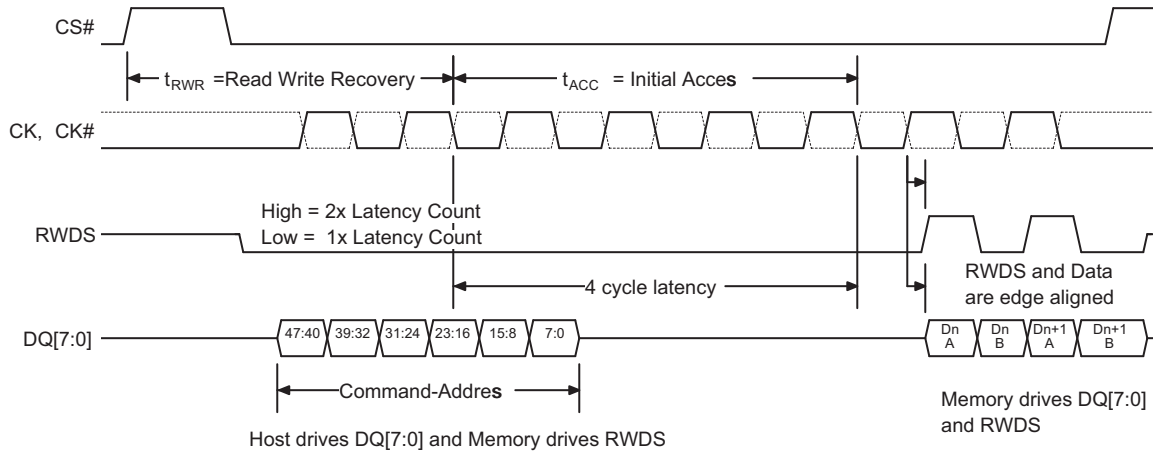 CS#
tRWR =Read Write Recovery
tACC = Initial Acces
CK, CK#
High = 2x Latency Count
Low = 1x Latency Count
RWDS
4 cycle latency
RWDS and Data
are edge aligned
DQ[7:0]
47:40 39:32 31:24 23:16 15:8 7:0
Dn A
Dn B
Dn+1 A
Dn+1 B
Command-Addres
Memory drives DQ[7:0]
and RWDS
Host drives DQ[7:0] and Memory drives RWDS